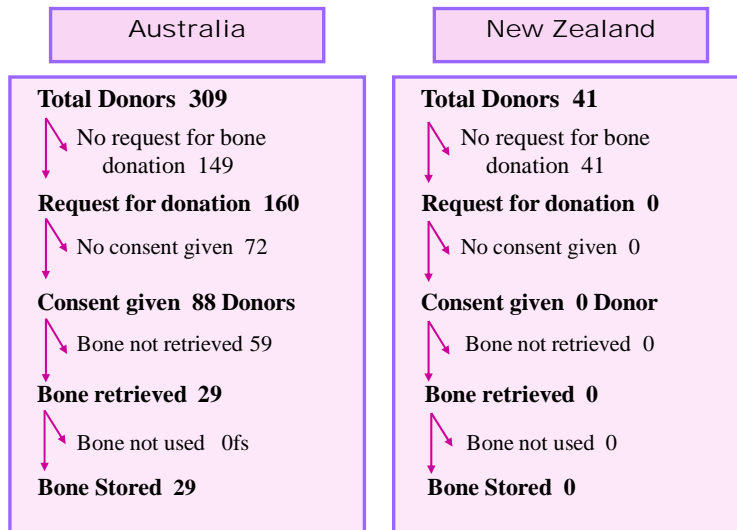 Australia
Total Donors 309
No request for bone
donation 149
Request for donation 160
No consent given 72
Consent given 88 Donors
Bone not retrieved 59
Bone retrieved 29
Bone not used 0fs
Bone Stored 29
New Zealand
Total Donors 41
No request for bone
donation 41
Request for donation 0
No consent given 0
Consent given 0 Donor
Bone not retrieved 0
Bone retrieved 0
Bone not used 0
Bone Stored 0